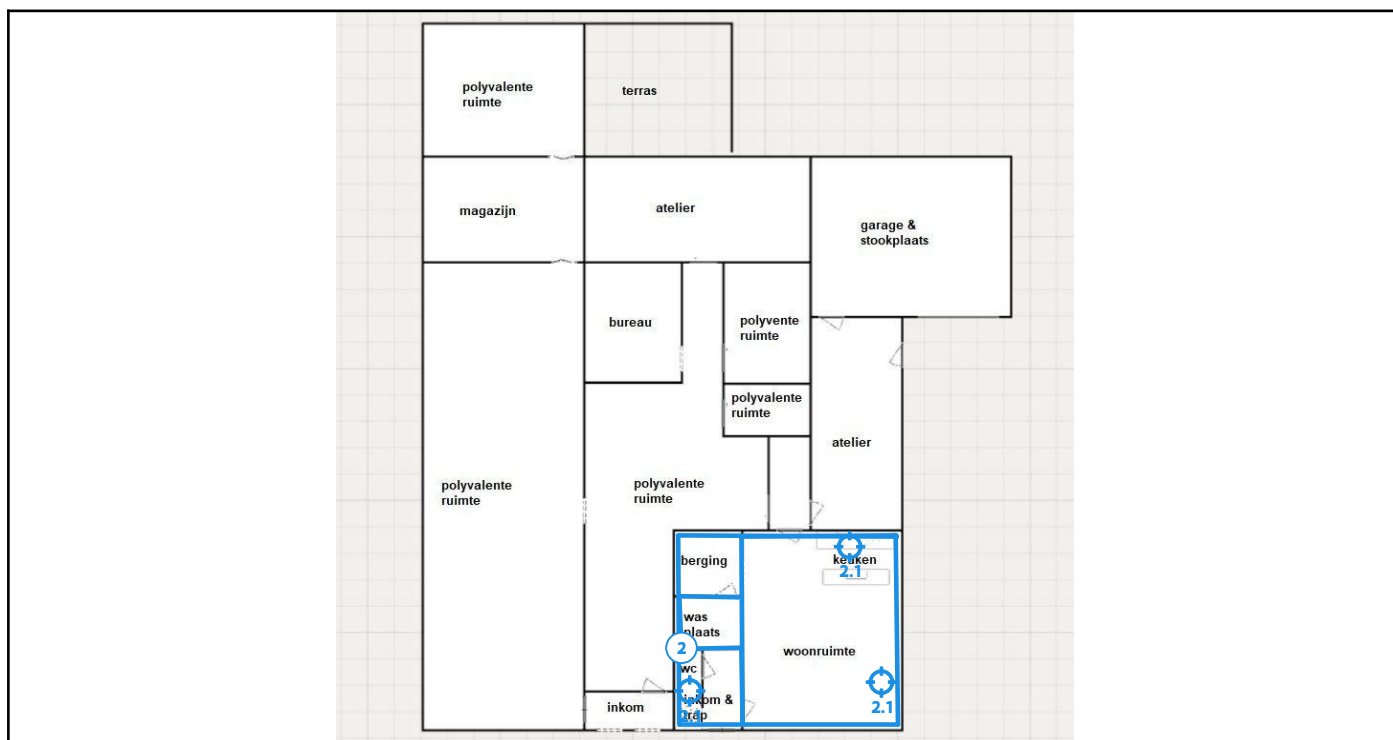 polyvalente
ruimte
terras
magazijn
atelier
garage &
stookplaats
bureau
polyvente
ruimte
polyvalente
ruimte
atelier
polyvalente
ruimte
polyvalente
ruimte
berging
keuken
2.1
was
plaats
woonruimte
2
wc
2.1
inkom &
trap
inkom